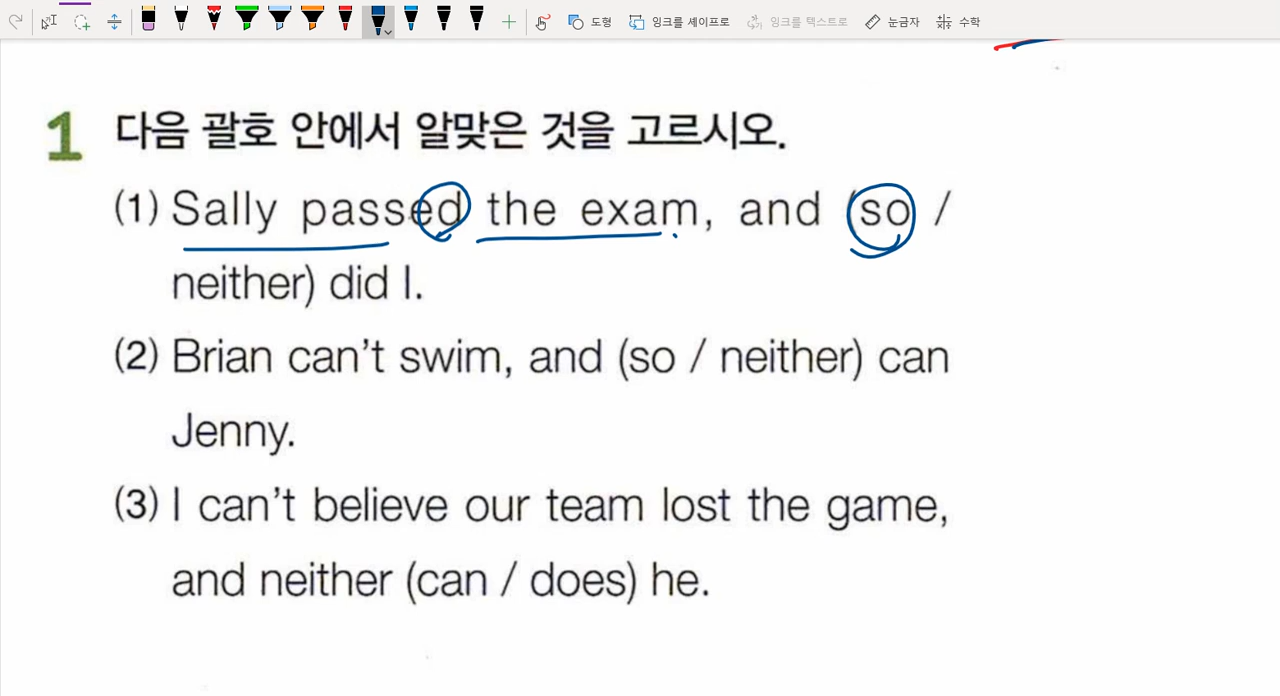 도형 잉크를 셰이프로 잉크를 텍스트로 눈금자 수학
1 다음 괄호 안에서 알맞은 것을 고르시오.
(1) Sally passed the exam, and (so /
neither) did I.
(2) Brian can't swim, and (so / neither) can
Jenny.
(3) I can't believe our team lost the game,
and neither (can / does) he.